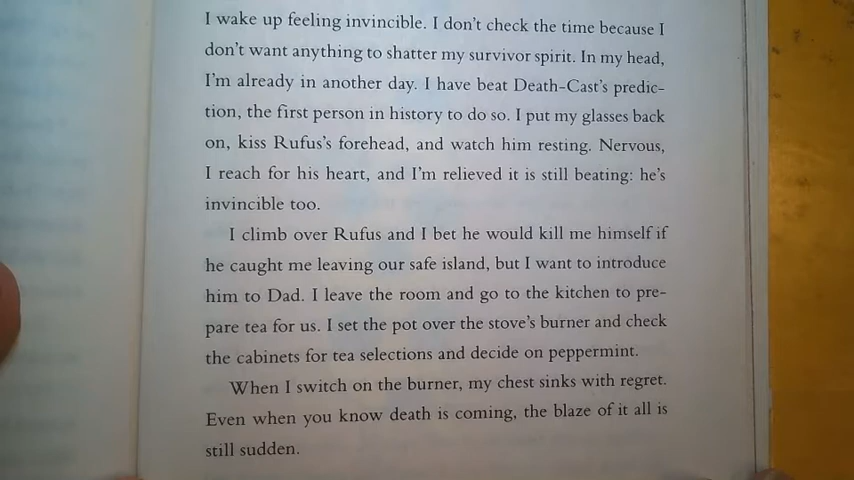 I wake up feeling invincible. I don't check the time because I
don't want anything to shatter my survivor spirit. In my head,
I'm already in another day. I have beat Death-Cast's predic-
tion, the first person in history to do so. I put my glasses back
on, kiss Rufus's forehead, and watch him resting. Nervous,
I reach for his heart, and I'm relieved it is still beating: he's
invincible too.
I climb over Rufus and I bet he would kill me himself if
he caught me leaving our safe island, but I want to introduce
him to Dad. I leave the room and go to the kitchen to pre-
pare tea for us. I set the pot over the stove's burner and check
the cabinets for tea selections and decide on peppermint.
When I switch on the burner, my chest sinks with regret.
Even when you know death is coming, the blaze of it all is
still sudden.